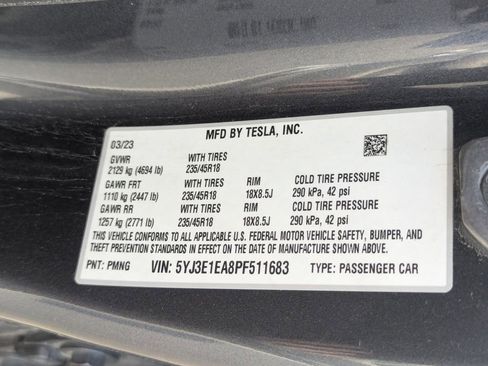 MFD BY TESLA, INC.
03/23
GVWR WITH TIRES
2129 kg (4694 lb) 235/45R18
GAWR FRT WITH TIRES RIM COLD TIRE PRESSURE
1110 kg (2447 lb) 235/45R18 18X8.5J 290 kPa, 42 psi
GAWR RR WITH TIRES RIM COLD TIRE PRESSURE
1257 kg (2771 lb) 235/45R18 18X8.5J 290 kPa, 42 psi
THIS VEHICLE CONFORMS TO ALL APPLICABLE U.S. FEDERAL MOTOR VEHICLE SAFETY, BUMPER, AND
THEFT PREVENTION STANDARDS IN EFFECT ON THE DATE OF MANUFACTURE SHOWN ABOVE.
PNT: PMNG VIN: 5YJ3E1EA8PF511683 TYPE: PASSENGER CAR